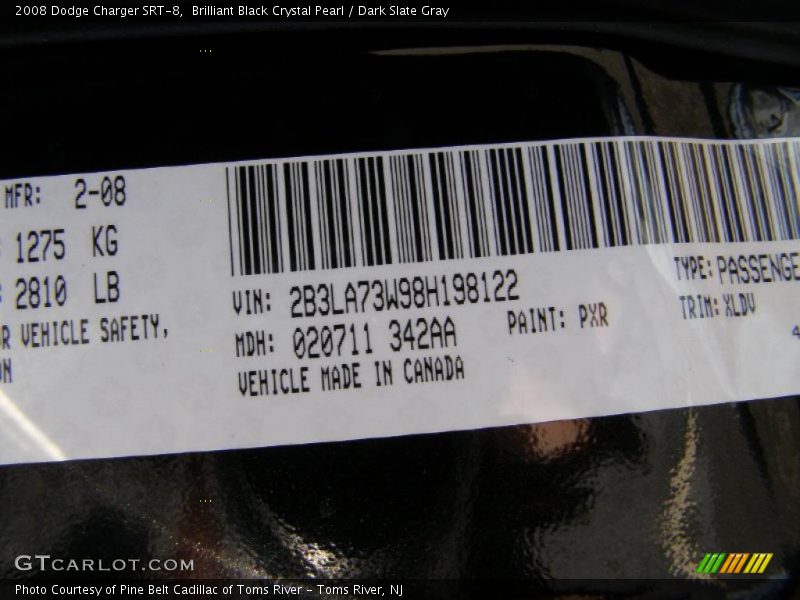 2008 Dodge Charger SRT-8,  Brilliant Black Crystal Pearl / Dark Slate Gray
MFR: 2-08
1275 KG
2810 LB
VEHICLE SAFETY,
VIN: 2B3LA73W98H198122
TYPE: PASSENGE
MDH: 020711 342AA
PAINT: PXR
TRIM: XLDV
VEHICLE MADE IN CANADA
4
GTCARLOT.COM
Photo Courtesy of Pine Belt Cadillac of Toms River – Toms River, NJ